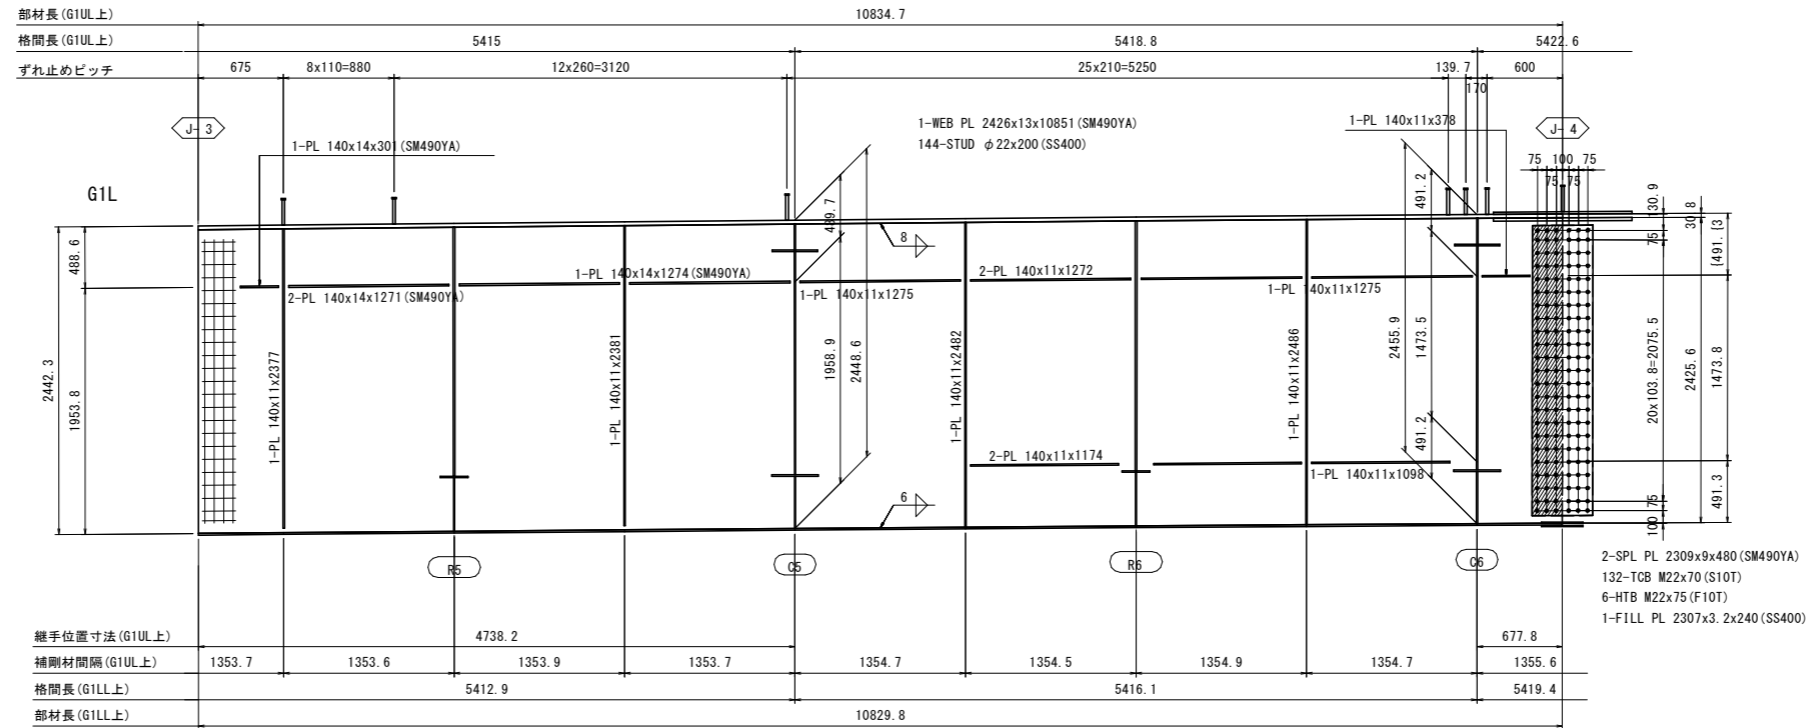 部材長(G1UL上)
10834.7
格間長(G1UL上)
5415
5418.8
5422.6
ずれ止めピッチ
675
8x110=880
12x260=3120
25x210=5250
139.7
170
600
J-3
1-PL 140x14x301(SM490YA)
1-WEB PL 2426x13x10851(SM490YA)
144-STUD φ22x200(SS400)
1-PL 140x11x378
J-4
75 100 75
75 75
G1L
488.6
1953.8
2442.3
2-PL 140x14x1271(SM490YA)
1-PL 140x14x1274(SM490YA)
1-PL 140x11x1275
2-PL 140x11x1272
1-PL 140x11x1275
8
489.7
1958.9
2448.6
491.2
1473.5
2455.9
491.2
1-PL 140x11x2377
1-PL 140x11x2381
1-PL 140x11x2482
1-PL 140x11x2486
2-PL 140x11x1174
1-PL 140x11x1098
6
130.9
30.8
75
20x103.8=2075.5
2425.6
1473.8
491.3
75
100
R5
C5
R6
C6
2-SPL PL 2309x9x480(SM490YA)
132-TCB M22x70(S10T)
6-HTB M22x75(F10T)
1-FILL PL 2307x3.2x240(SS400)
継手位置寸法(G1UL上)
4738.2
677.8
補剛材間隔(G1UL上)
1353.7
1353.6
1353.9
1353.7
1354.7
1354.5
1354.9
1354.7
1355.6
格間長(G1LL上)
5412.9
5416.1
5419.4
部材長(G1LL上)
10829.8